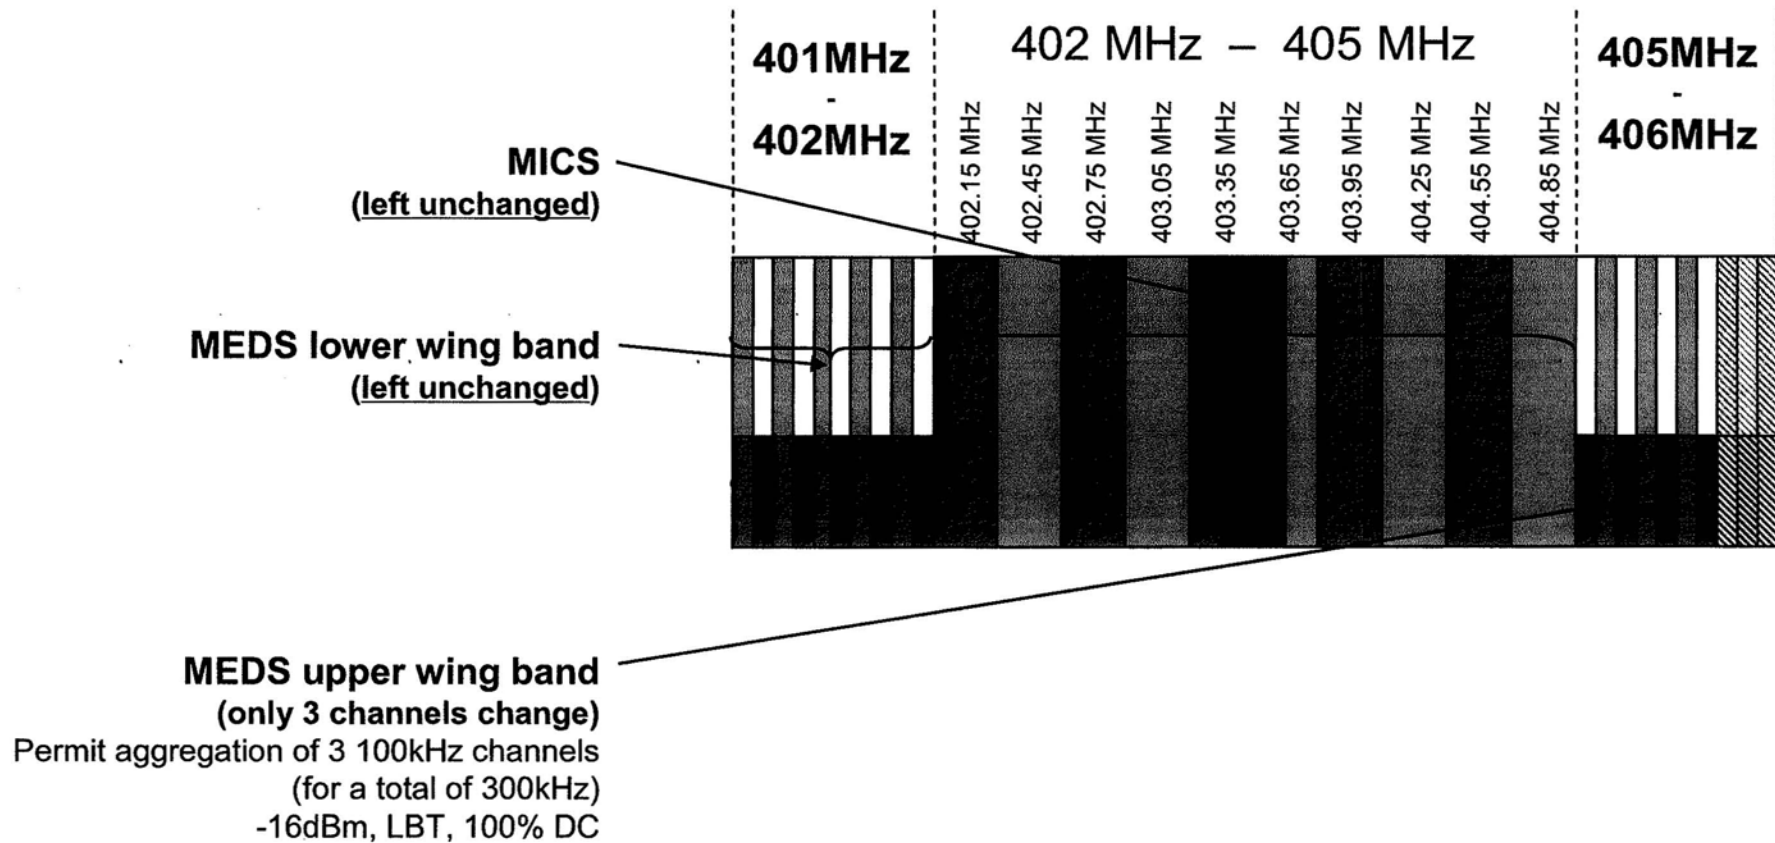 401MHz
-
402MHz
402 MHz – 405 MHz
405MHz
-
406MHz
402.15 MHz
402.45 MHz
402.75 MHz
403.05 MHz
403.35 MHz
403.65 MHz
403.95 MHz
404.25 MHz
404.55 MHz
404.85 MHz
MICS
(left unchanged)
MEDS lower wing band
(left unchanged)
MEDS upper wing band
(only 3 channels change)
Permit aggregation of 3 100kHz channels
(for a total of 300kHz)
-16dBm, LBT, 100% DC